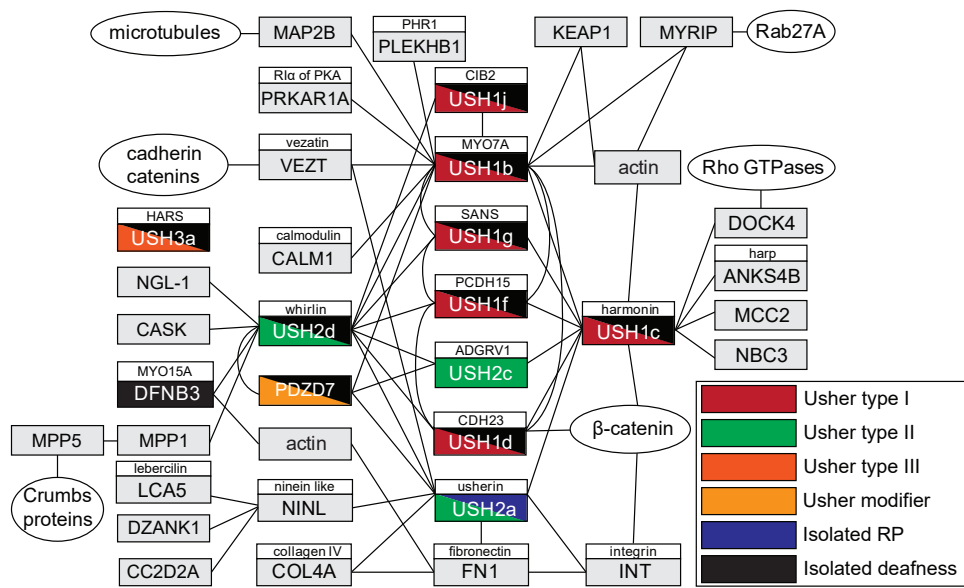 microtubules
MAP2B
PHR1
PLEKHB1
KEAP1
MYRIP
Rab27A
RIα of PKA
PRKAR1A
CIB2
USH1j
cadherin
catenins
vezatin
VEZT
MYO7A
USH1b
actin
Rho GTPases
HARS
USH3a
calmodulin
CALM1
SANS
USH1g
DOCK4
NGL-1
harp
ANKS4B
whirlin
USH2d
PCDH15
USH1f
harmonin
USH1c
MCC2
CASK
ADGRV1
USH2c
NBC3
MYO15A
DFNB3
PDZD7
CDH23
USH1d
β-catenin
MPP5
MPP1
actin
Crumbs
proteins
lebercilin
LCA5
ninein like
NINL
usherin
USH2a
DZANK1
CC2D2A
collagen IV
COL4A
fibronectin
FN1
integrin
INT
Usher type I
Usher type II
Usher type III
Usher modifier
Isolated RP
Isolated deafness